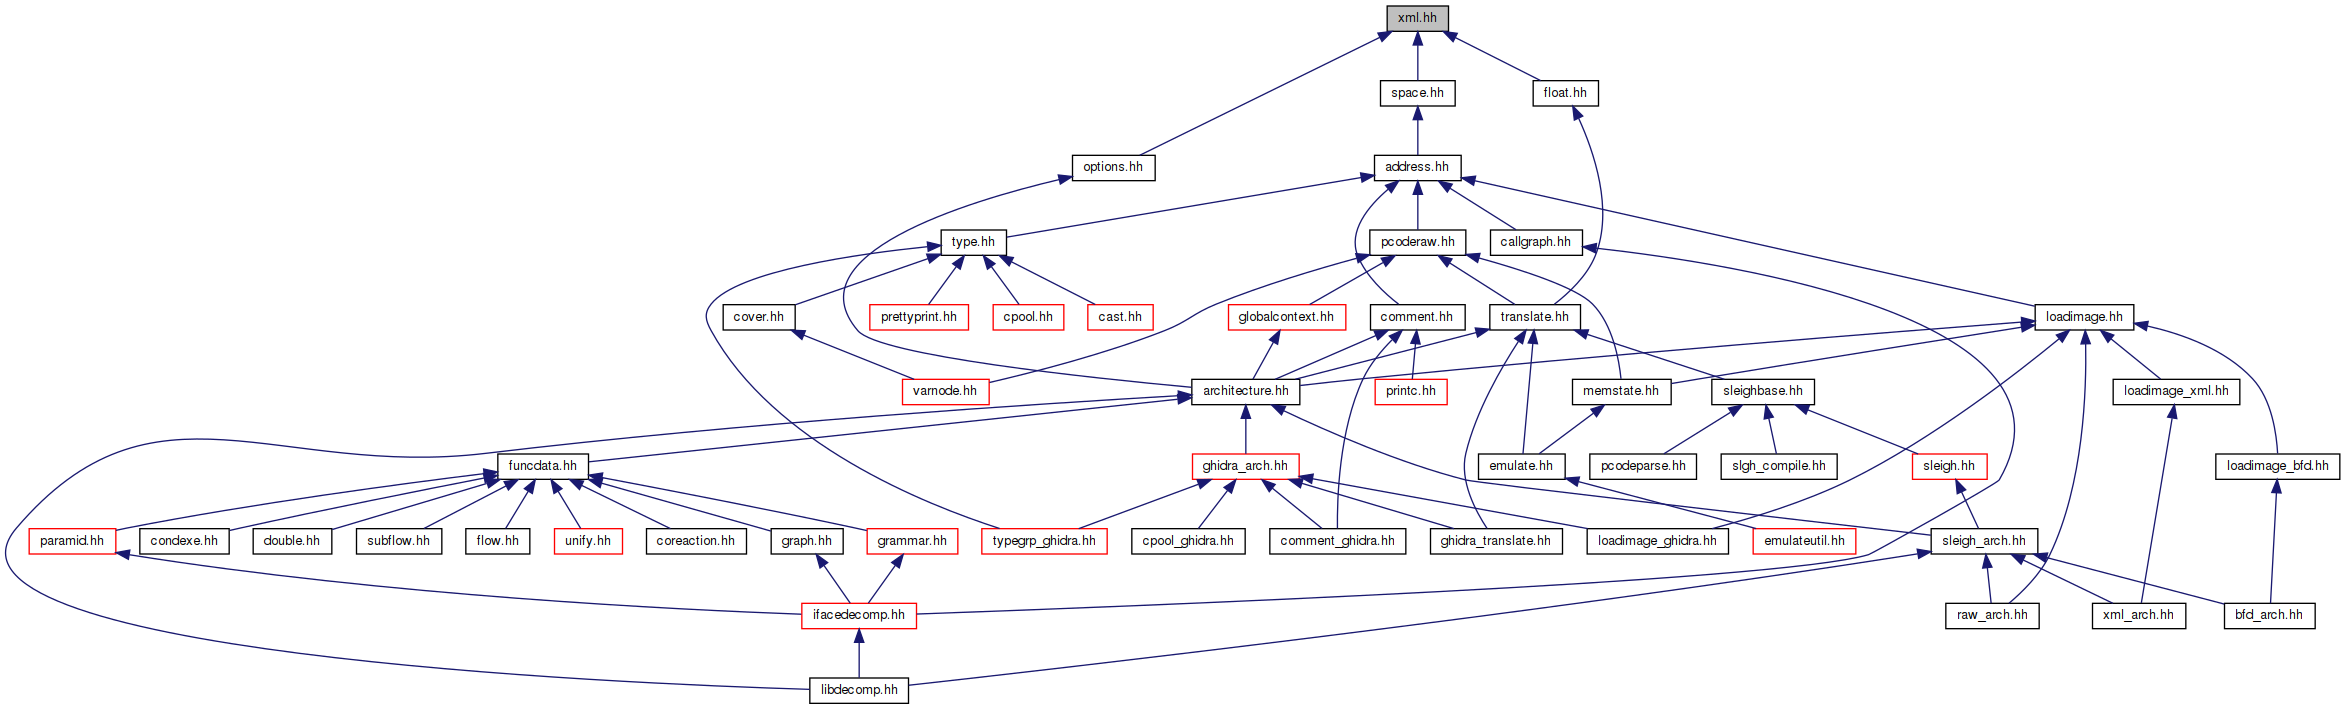 xml.hh
space.hh
float.hh
options.hh
address.hh
type.hh
pcoderaw.hh
callgraph.hh
cover.hh
prettyprint.hh
cpool.hh
cast.hh
globalcontext.hh
comment.hh
translate.hh
loadimage.hh
varnode.hh
architecture.hh
printc.hh
memstate.hh
sleighbase.hh
loadimage_xml.hh
funcdata.hh
ghidra_arch.hh
emulate.hh
pcodeparse.hh
slgh_compile.hh
sleigh.hh
loadimage_bfd.hh
paramid.hh
condexe.hh
double.hh
subflow.hh
flow.hh
unify.hh
coreaction.hh
graph.hh
grammar.hh
typegrp_ghidra.hh
cpool_ghidra.hh
comment_ghidra.hh
ghidra_translate.hh
loadimage_ghidra.hh
emulateutil.hh
sleigh_arch.hh
ifacedecomp.hh
raw_arch.hh
xml_arch.hh
bfd_arch.hh
libdecomp.hh